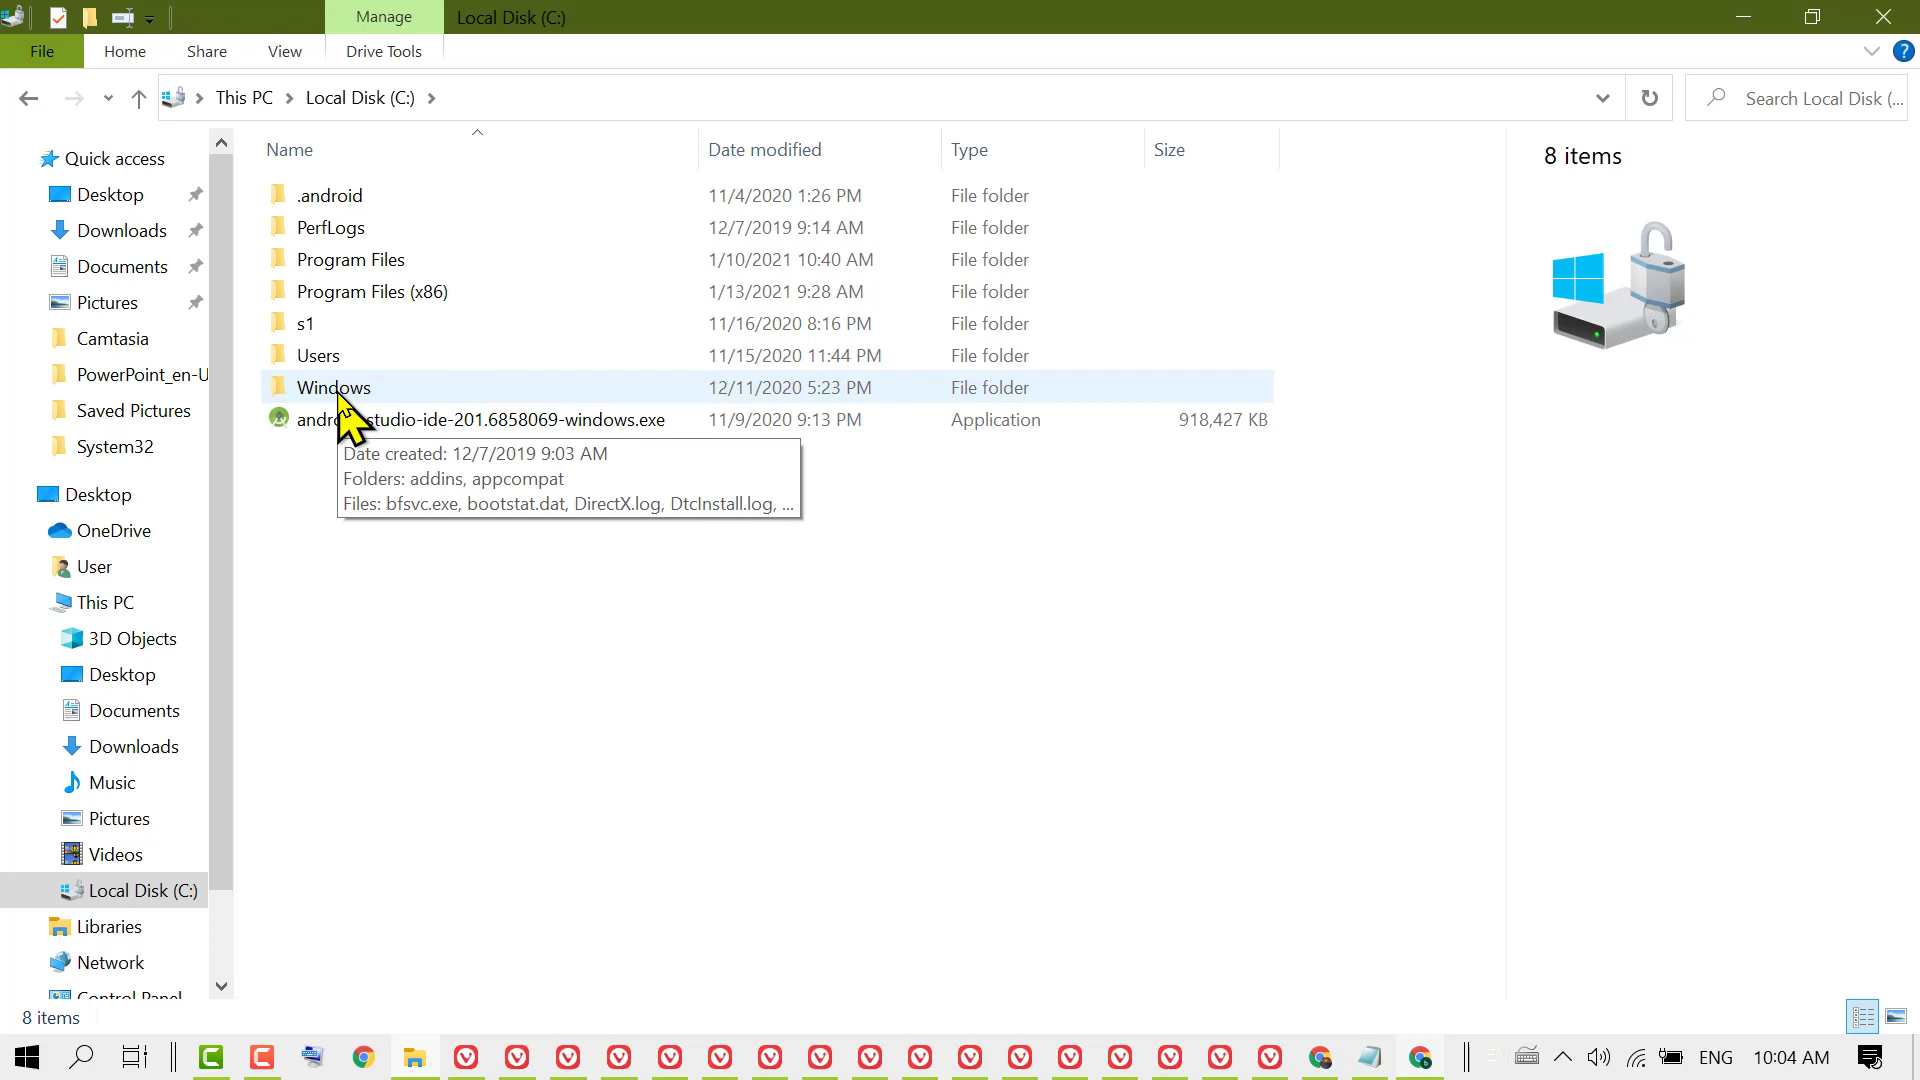 Manage
Local Disk (C:)
File
Home
Share
View
Drive Tools
This PC
Local Disk (C:)
Search Local Disk (...
Name
Date modified
Type
Size
.android 11/4/2020 1:26 PM File folder
PerfLogs 12/7/2019 9:14 AM File folder
Program Files 1/10/2021 10:40 AM File folder
Program Files (x86) 1/13/2021 9:28 AM File folder
s1 11/16/2020 8:16 PM File folder
Users 11/15/2020 11:44 PM File folder
Windows 12/11/2020 5:23 PM File folder
studio-ide-201.6858069-windows.exe 11/9/2020 9:13 PM Application 918,427 KB
Date created: 12/7/2019 9:03 AM
Folders: addins, appcompat
Files: bfsvc.exe, bootstat.dat, DirectX.log, DtcInstall.log, ...
8 items
Quick access
Desktop
Downloads
Documents
Pictures
Camtasia
PowerPoint_en-U
Saved Pictures
System32
Desktop
OneDrive
User
This PC
3D Objects
Desktop
Documents
Downloads
Music
Pictures
Videos
Local Disk (C:)
Libraries
Network
Control Panel
8 items
ENG
10:04 AM